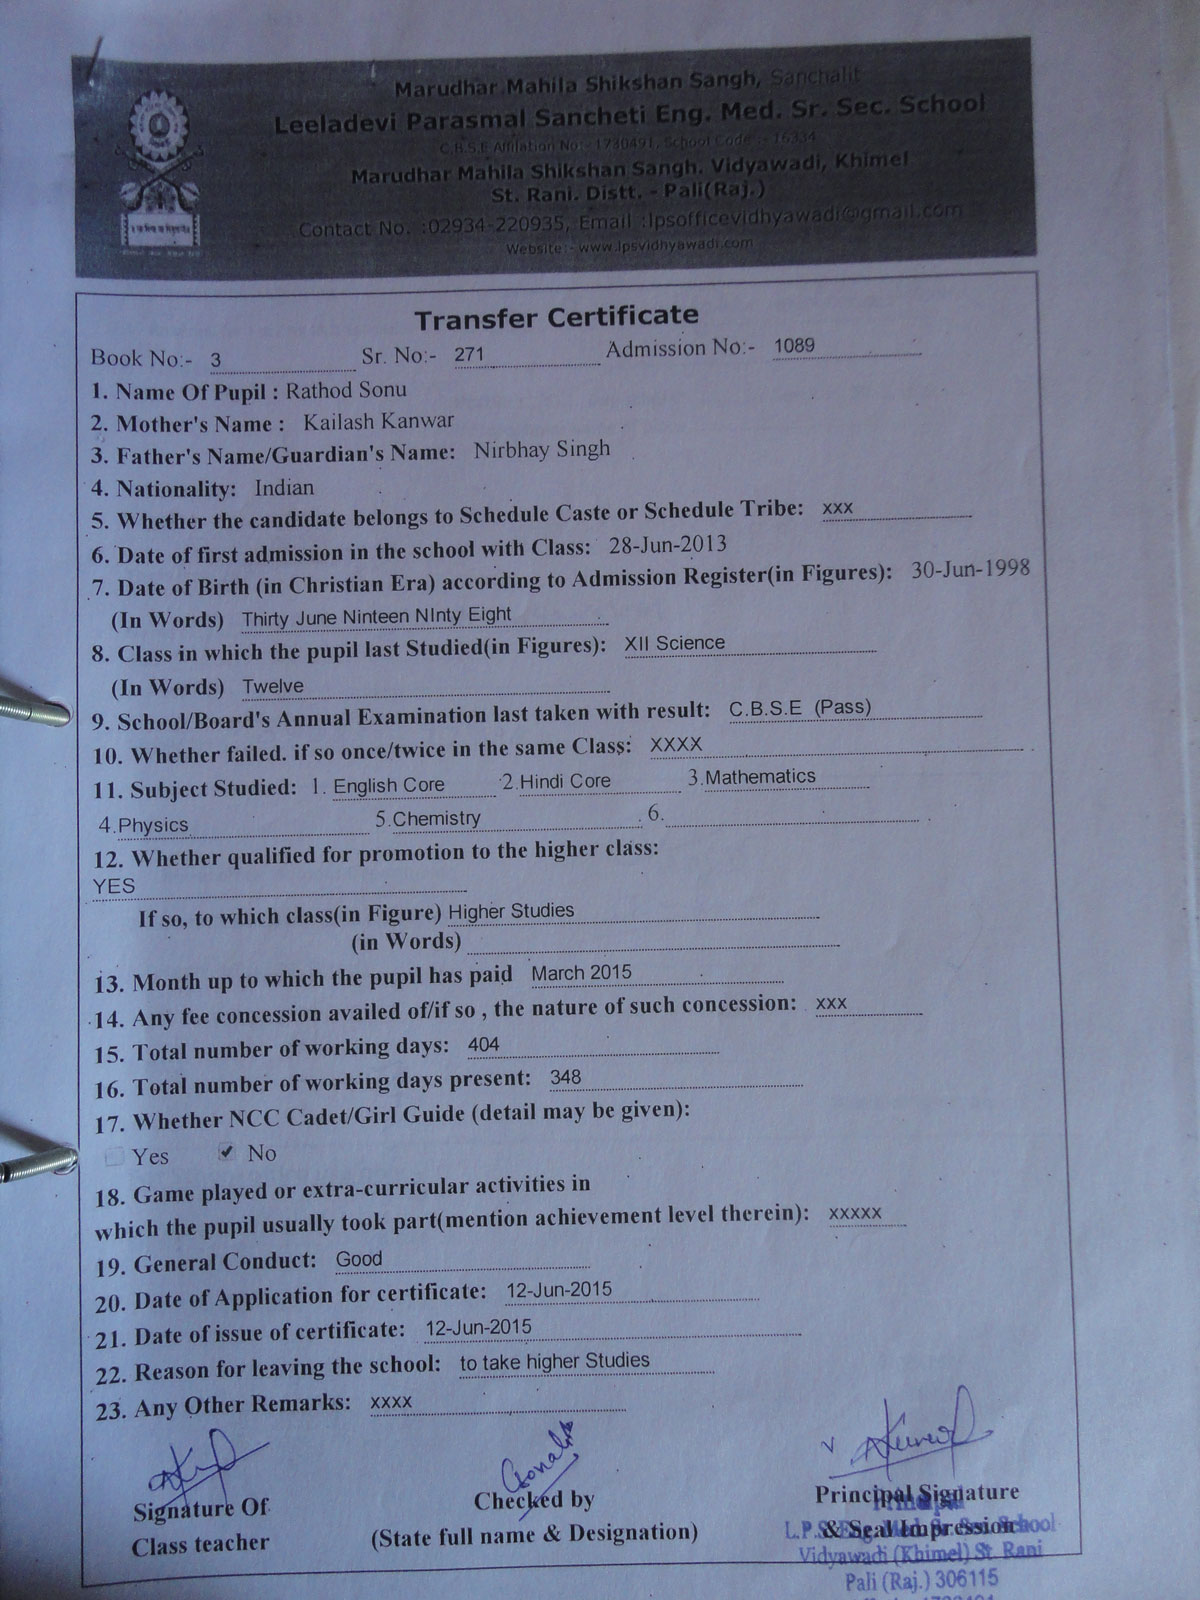 Marudhar Mahila Shikshan Sangh, Sanchalit
Leeladevi Parasmal Sancheti Eng. Med. Sr. Sec. School
C.B.S.E Affilation No:- 1730491, School Code :- 15334
Marudhar Mahila Shikshan Sangh. Vidyawadi, Khimel
St. Rani. Distt. - Pali(Raj.)
Contact No. :02934-220935, Email :lpsofficevidhyawadi@gmail.com
Website:- www.lpsvidhyawadi.com
Transfer Certificate
Book No:- 3 Sr. No:- 271 Admission No:- 1089
1. Name Of Pupil : Rathod Sonu
2. Mother's Name : Kailash Kanwar
3. Father's Name/Guardian's Name: Nirbhay Singh
4. Nationality: Indian
5. Whether the candidate belongs to Schedule Caste or Schedule Tribe: xxx
6. Date of first admission in the school with Class: 28-Jun-2013
7. Date of Birth (in Christian Era) according to Admission Register(in Figures): 30-Jun-1998
(In Words) Thirty June Ninteen NInty Eight
8. Class in which the pupil last Studied(in Figures): XII Science
(In Words) Twelve
9. School/Board's Annual Examination last taken with result: C.B.S.E (Pass)
10. Whether failed. if so once/twice in the same Class: XXXX
11. Subject Studied: 1. English Core 2.Hindi Core 3.Mathematics
4.Physics 5.Chemistry 6.
12. Whether qualified for promotion to the higher class:
YES
If so, to which class(in Figure) Higher Studies
(in Words)
13. Month up to which the pupil has paid March 2015
14. Any fee concession availed of/if so , the nature of such concession: xxx
15. Total number of working days: 404
16. Total number of working days present: 348
17. Whether NCC Cadet/Girl Guide (detail may be given):
Yes ✔ No
18. Game played or extra-curricular activities in
which the pupil usually took part(mention achievement level therein): xxxxx
19. General Conduct: Good
20. Date of Application for certificate: 12-Jun-2015
21. Date of issue of certificate: 12-Jun-2015
22. Reason for leaving the school: to take higher Studies
23. Any Other Remarks: xxxx
Signature Of Checked by Principal Signature
Class teacher (State full name & Designation) & Seal Impression
Principal
L.P.S. Eng. Med. Sr. Sec. School
Vidyawadi (Khimel) St. Rani
Pali (Raj.) 306115